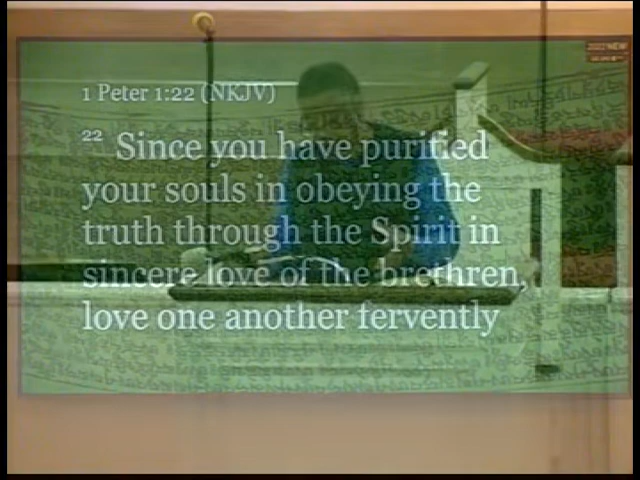 1 Peter 1:22 (NKJV)
22 Since you have purified
your souls in obeying the
truth through the Spirit in
sincere love of the brethren,
love one another fervently